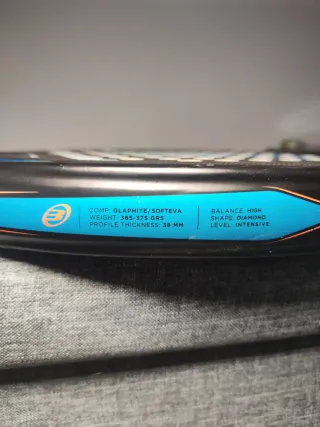 COMP: GLAPHITE/SOFTEVA
WEIGHT: 365-375 GRS
PROFILE THICKNESS: 38 MM
BALANCE: HIGH
SHAPE: DIAMOND
LEVEL: INTENSIVE